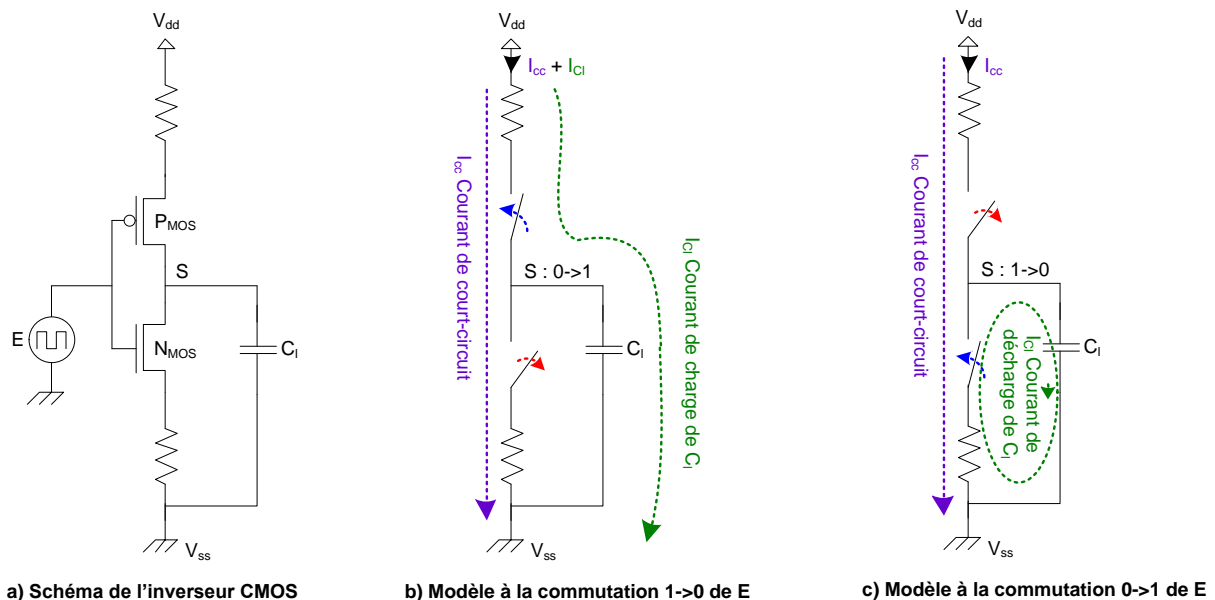 V_dd
P_MOS
S
E
N_MOS
C_l
V_ss
a) Schéma de l'inverseur CMOS
V_dd
I_cc + I_Cl
I_cc Courant de court-circuit
S : 0->1
C_l
I_Cl Courant de charge de C_l
V_ss
b) Modèle à la commutation 1->0 de E
V_dd
I_cc
I_cc Courant de court-circuit
S : 1->0
I_Cl Courant de
décharge de C_l
C_l
V_ss
c) Modèle à la commutation 0->1 de E